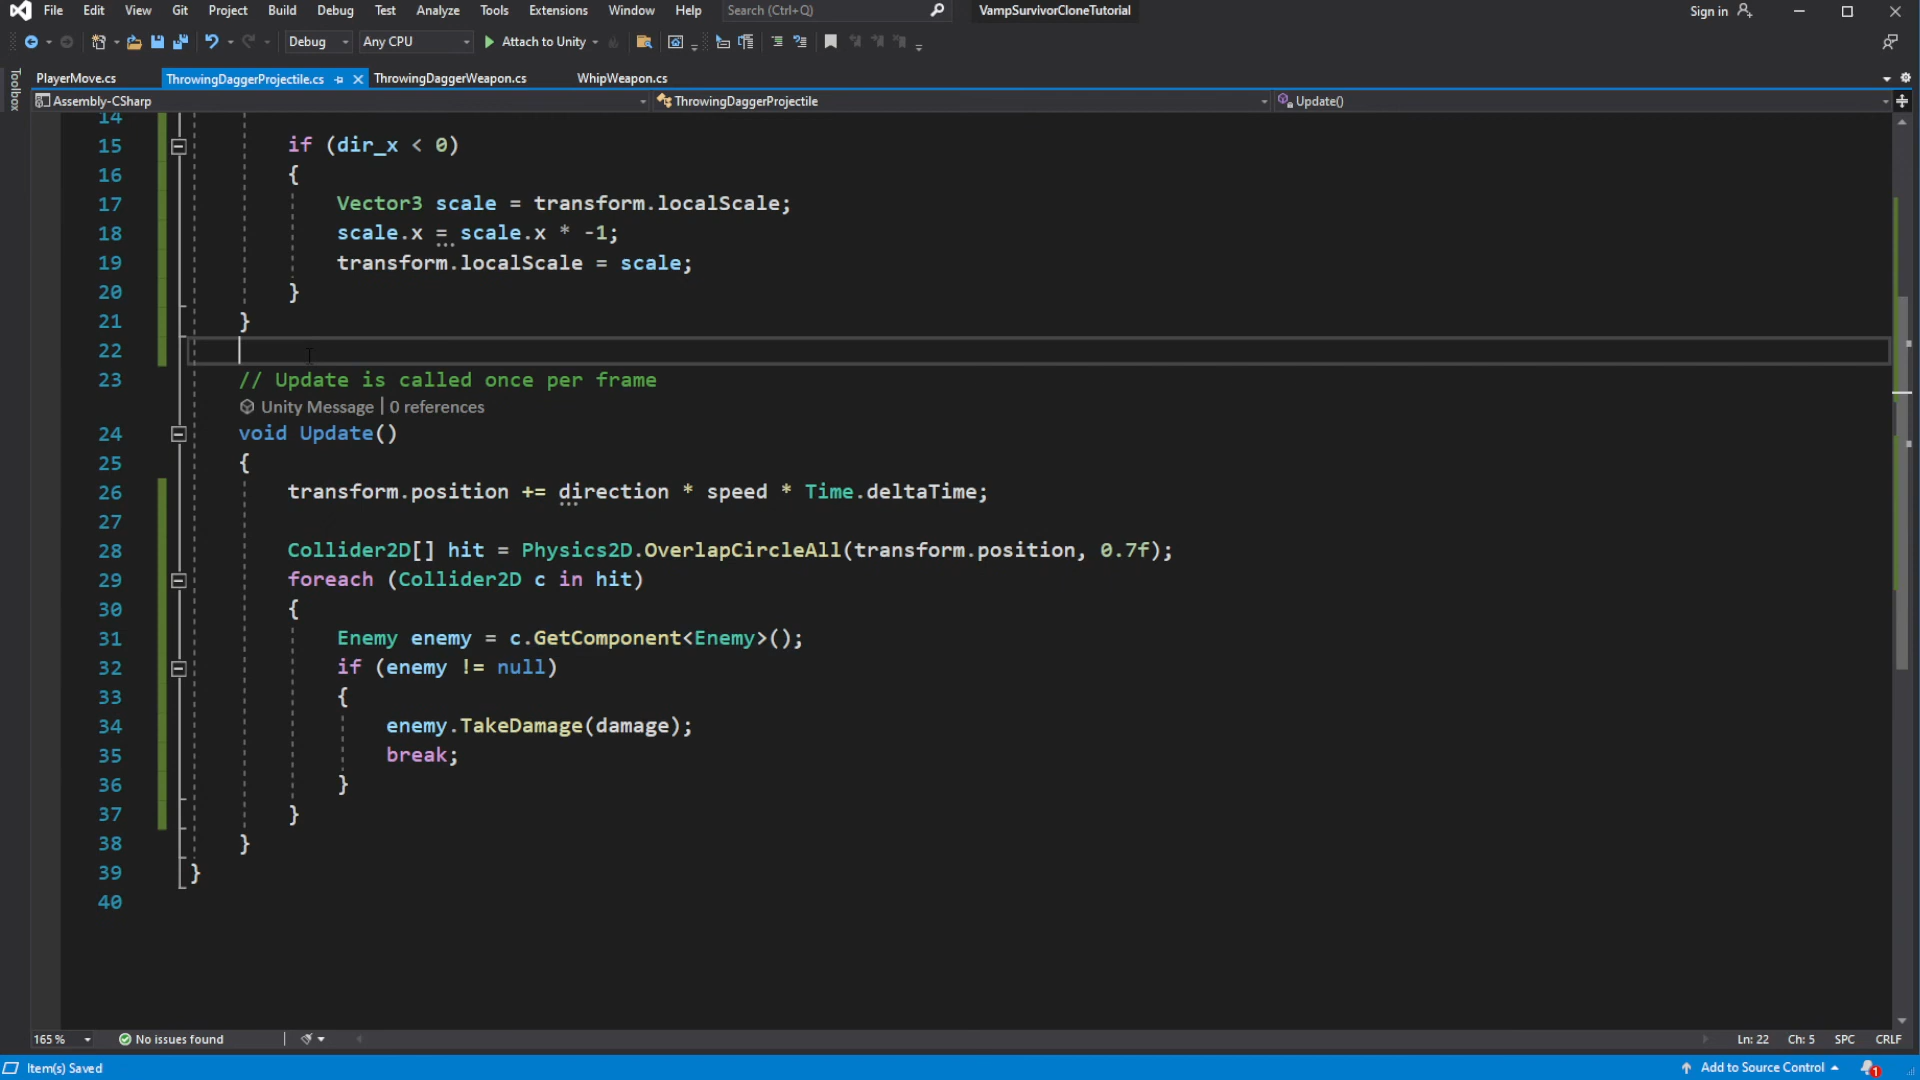 File Edit View Git Project Build Debug Test Analyze Tools Extensions Window Help Search (Ctrl+Q) VampSurvivorCloneTutorial Sign in
Debug Any CPU Attach to Unity
Toolbox
PlayerMove.cs ThrowingDaggerProjectile.cs ThrowingDaggerWeapon.cs WhipWeapon.cs
Assembly-CSharp ThrowingDaggerProjectile Update()
14
15 if (dir_x < 0)
16 {
17 Vector3 scale = transform.localScale;
18 scale.x = scale.x * -1;
19 transform.localScale = scale;
20 }
21 }
22
23 // Update is called once per frame
Unity Message | 0 references
24 void Update()
25 {
26 transform.position += direction * speed * Time.deltaTime;
27
28 Collider2D[] hit = Physics2D.OverlapCircleAll(transform.position, 0.7f);
29 foreach (Collider2D c in hit)
30 {
31 Enemy enemy = c.GetComponent<Enemy>();
32 if (enemy != null)
33 {
34 enemy.TakeDamage(damage);
35 break;
36 }
37 }
38 }
39 }
40
165 % No issues found Ln: 22 Ch: 5 SPC CRLF
Item(s) Saved Add to Source Control 1